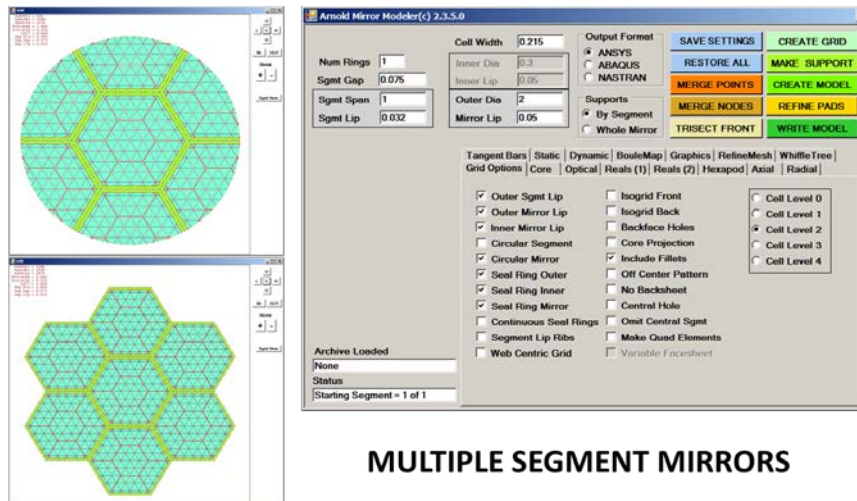 Arnold Mirror Modeler(c) 2.3.5.0
Num Rings 1
Sgmt Gap 0.075
Sgmt Span 1
Sgmt Lip 0.032
Cell Width 0.215
Inner Dia 0.3
Inner Lip 0.05
Outer Dia 2
Mirror Lip 0.05
Output Format
ANSYS
ABAQUS
NASTRAN
Supports
By Segment
Whole Mirror
SAVE SETTINGS CREATE GRID
RESTORE ALL MAKE SUPPORT
MERGE POINTS CREATE MODEL
MERGE NODES REFINE PADS
TRISECT FRONT WRITE MODEL
Tangent Bars Static Dynamic BouleMap Graphics RefineMesh WhiffleTree
Grid Options Core Optical Reals (1) Reals (2) Hexapod Axial Radial
Outer Sgmt Lip
Outer Mirror Lip
Inner Mirror Lip
Circular Segment
Circular Mirror
Seal Ring Outer
Seal Ring Inner
Seal Ring Mirror
Continuous Seal Rings
Segment Lip Ribs
Web Centric Grid
Isogrid Front
Isogrid Back
Backface Holes
Core Projection
Include Fillets
Off Center Pattern
No Backsheet
Central Hole
Omit Central Sgmt
Make Quad Elements
Variable Facesheet
Cell Level 0
Cell Level 1
Cell Level 2
Cell Level 3
Cell Level 4
Archive Loaded
None
Status
Starting Segment = 1 of 1
MULTIPLE SEGMENT MIRRORS